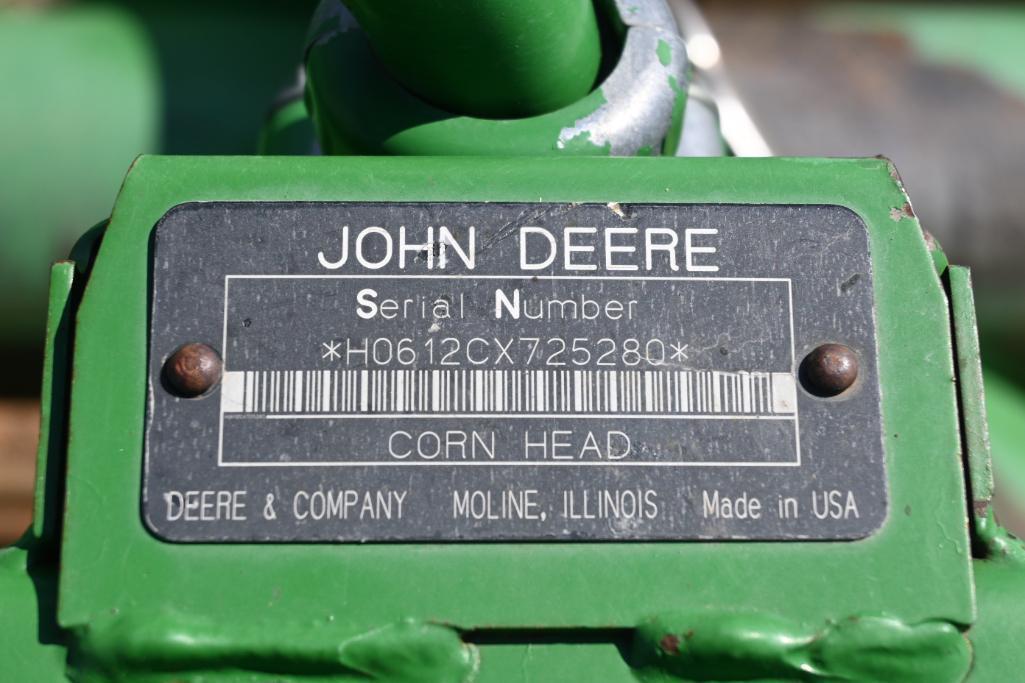 JOHN DEERE
Serial Number
*H0612CX725280*
CORN HEAD
DEERE & COMPANY MOLINE, ILLINOIS Made in USA